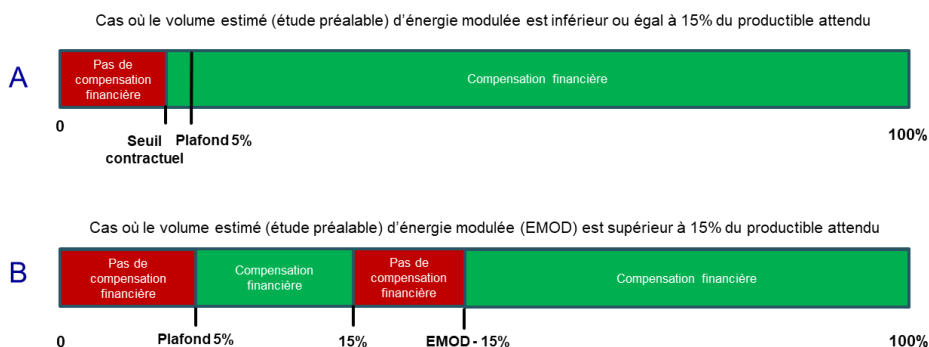 Cas où le volume estimé (étude préalable) d’énergie modulée est inférieur ou égal à 15% du productible attendu
A
Pas de
compensation
financière
Compensation financière
0
Seuil
contractuel
Plafond 5%
100%
Cas où le volume estimé (étude préalable) d’énergie modulée (EMOD) est supérieur à 15% du productible attendu
B
Pas de
compensation
financière
Compensation
financière
Pas de
compensation
financière
Compensation financière
0
Plafond 5%
15%
EMOD - 15%
100%